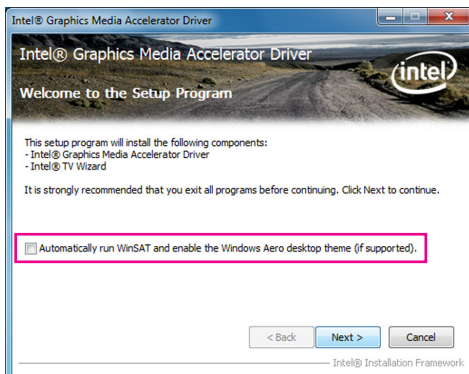 Intel® Graphics Media Accelerator Driver
Intel® Graphics Media Accelerator Driver
intel
Welcome to the Setup Program
This setup program will install the following components:
- Intel® Graphics Media Accelerator Driver
- Intel® TV Wizard
It is strongly recommended that you exit all programs before continuing. Click Next to continue.
Automatically run WinSAT and enable the Windows Aero desktop theme (if supported).
< Back Next > Cancel
Intel® Installation Framework